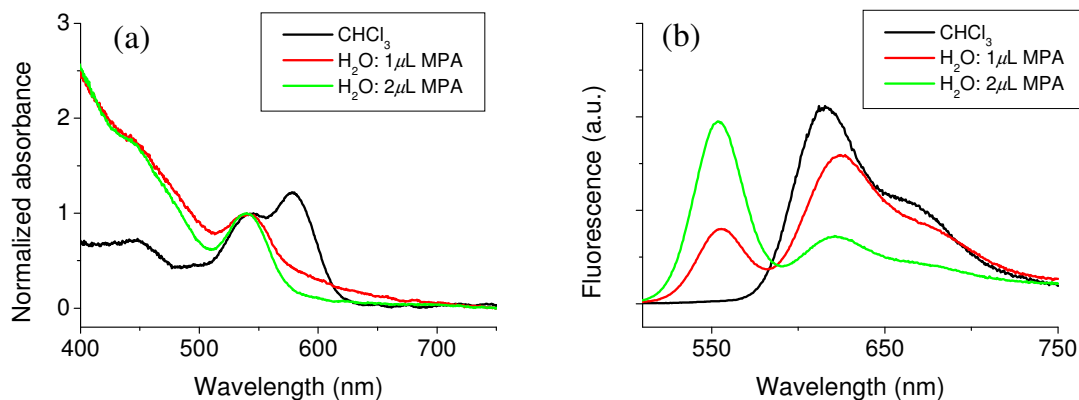 (a)
CHCl₃
H₂O: 1μL MPA
H₂O: 2μL MPA
Normalized absorbance
3
2
1
0
400 500 600 700
Wavelength (nm)
(b)
CHCl₃
H₂O: 1μL MPA
H₂O: 2μL MPA
Fluorescence (a.u.)
550 650 750
Wavelength (nm)